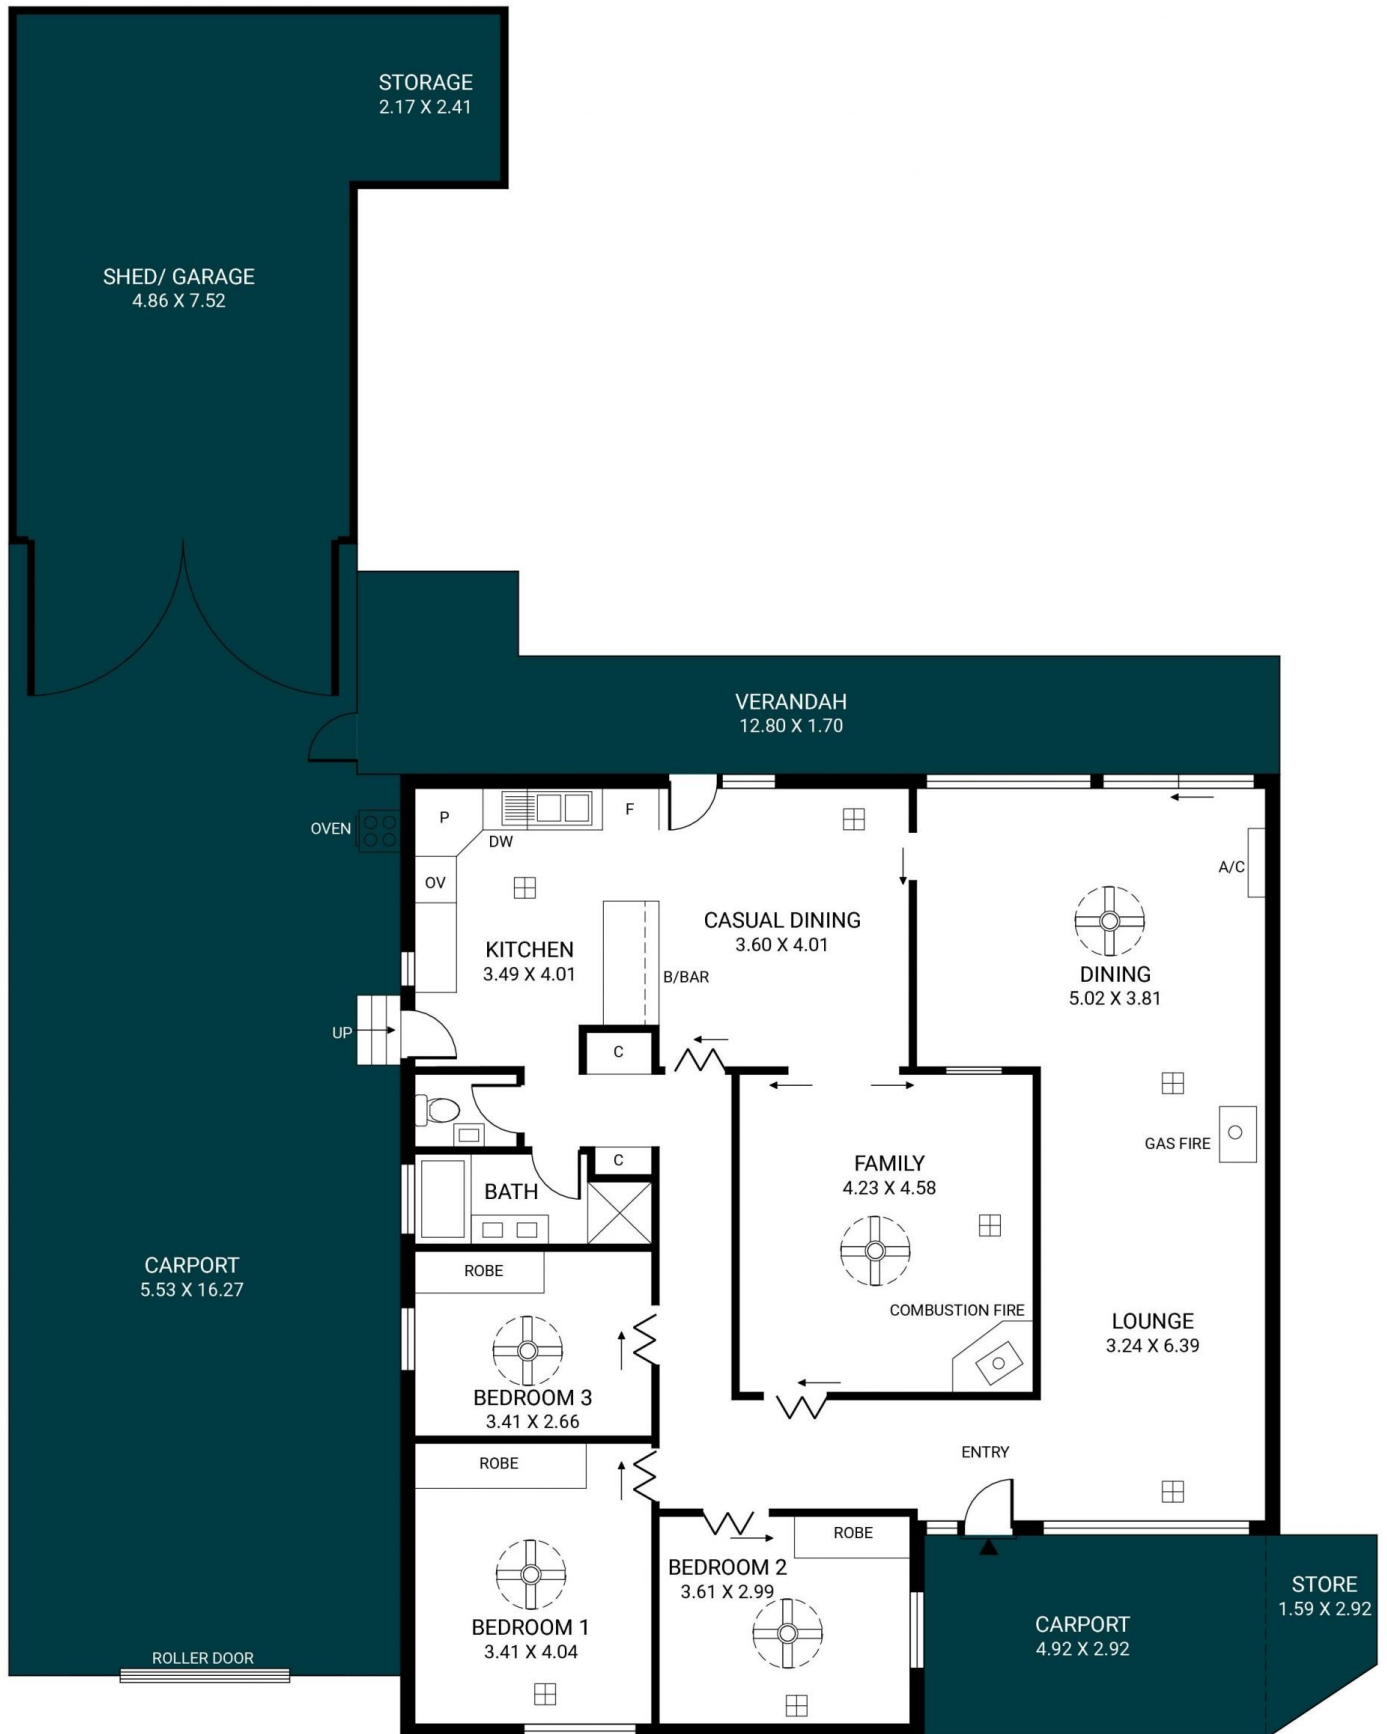 STORAGE
2.17 X 2.41
SHED/ GARAGE
4.86 X 7.52
VERANDAH
12.80 X 1.70
OVEN
P
DW
F
OV
KITCHEN
3.49 X 4.01
B/BAR
CASUAL DINING
3.60 X 4.01
A/C
DINING
5.02 X 3.81
UP
C
C
BATH
GAS FIRE
FAMILY
4.23 X 4.58
COMBUSTION FIRE
CARPORT
5.53 X 16.27
ROBE
BEDROOM 3
3.41 X 2.66
LOUNGE
3.24 X 6.39
ENTRY
ROBE
BEDROOM 1
3.41 X 4.04
ROBE
BEDROOM 2
3.61 X 2.99
CARPORT
4.92 X 2.92
STORE
1.59 X 2.92
ROLLER DOOR